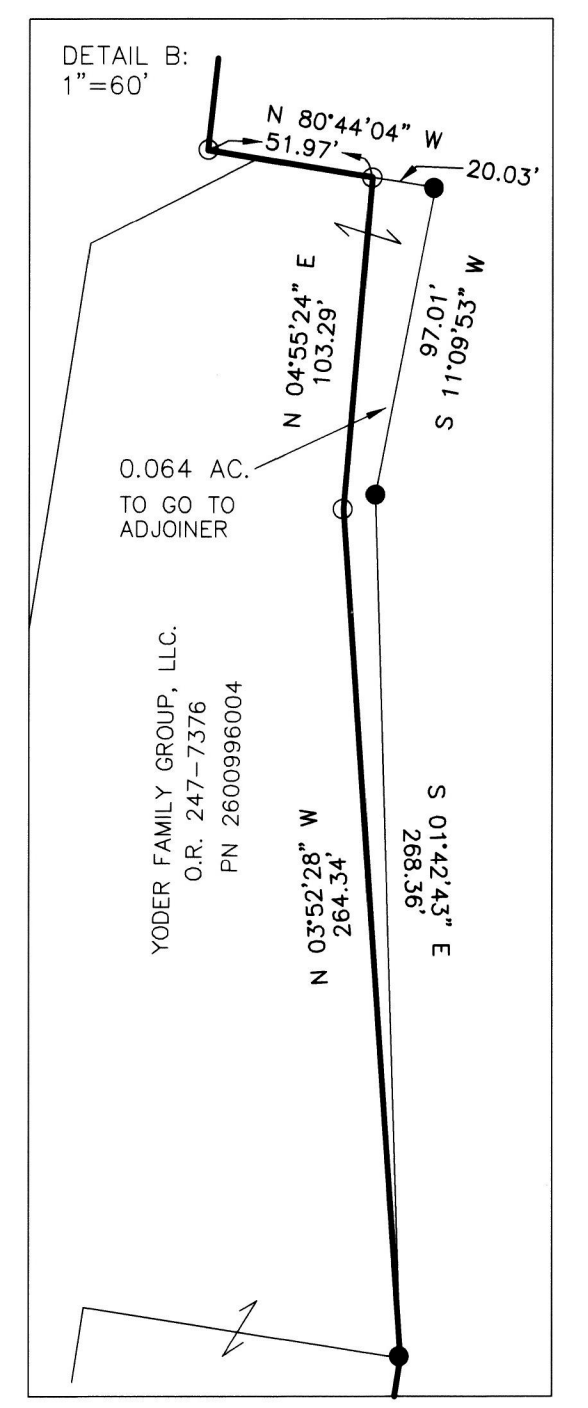 DETAIL B:
1"=60'
N 80°44'04" W
51.97'
20.03'
N 04°55'24" E
103.29'
S 11°09'53" W
97.01'
0.064 AC.
TO GO TO
ADJOINER
YODER FAMILY GROUP, LLC.
O.R. 247-7376
PN 2600996004
N 03°52'28" W
264.34'
S 01°42'43" E
268.36'